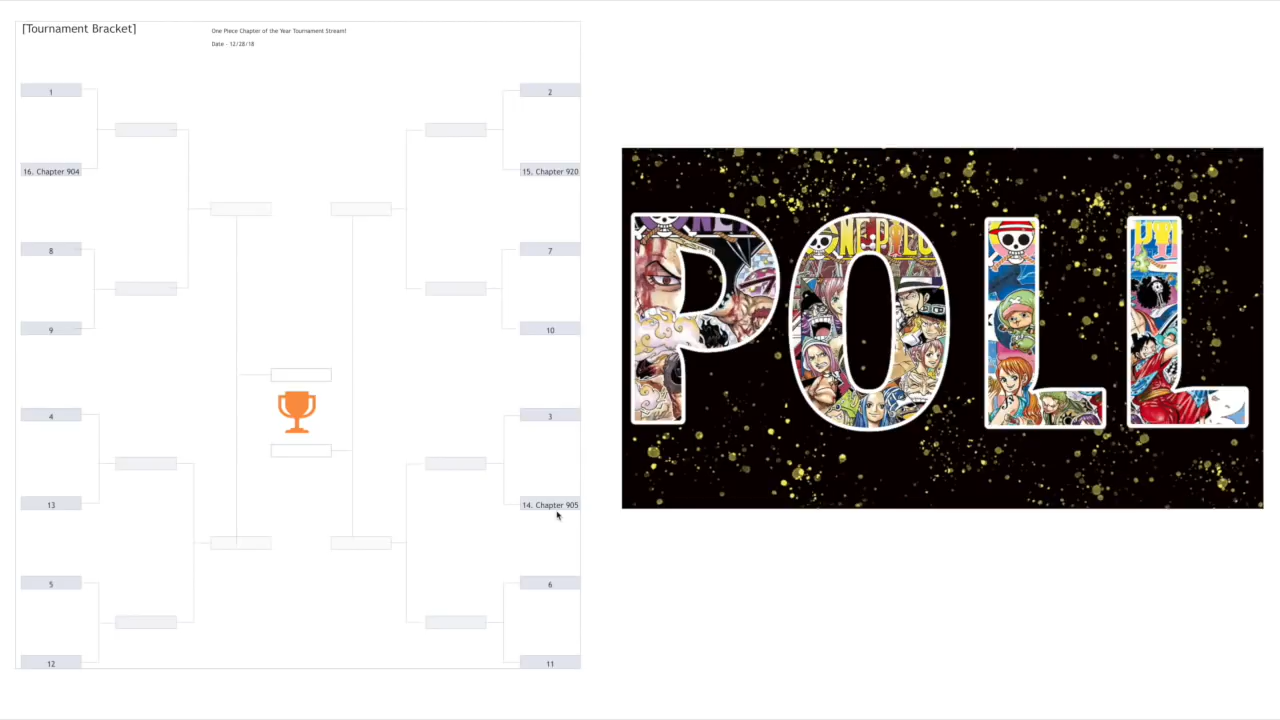 [Tournament Bracket]
One Piece Chapter of the Year Tournament Stream!
Date - 12/28/18
1
2
16. Chapter 904
15. Chapter 920
8
7
9
10
4
3
13
14. Chapter 905
5
6
12
11
POLL